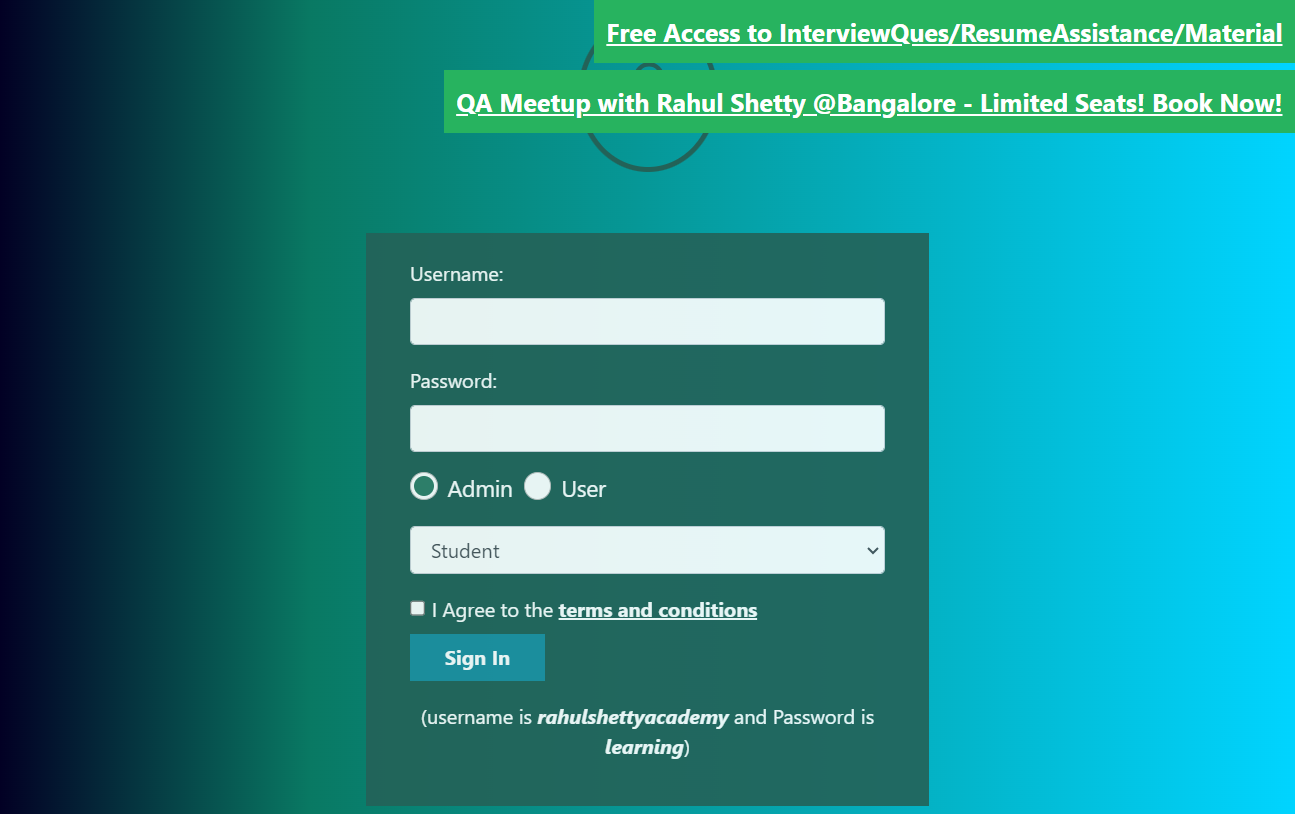 Free Access to InterviewQues/ResumeAssistance/Material
QA Meetup with Rahul Shetty @Bangalore - Limited Seats! Book Now!
Username:
Password:
Admin User
Student
I Agree to the terms and conditions
Sign In
(username is rahulshettyacademy and Password is
learning)